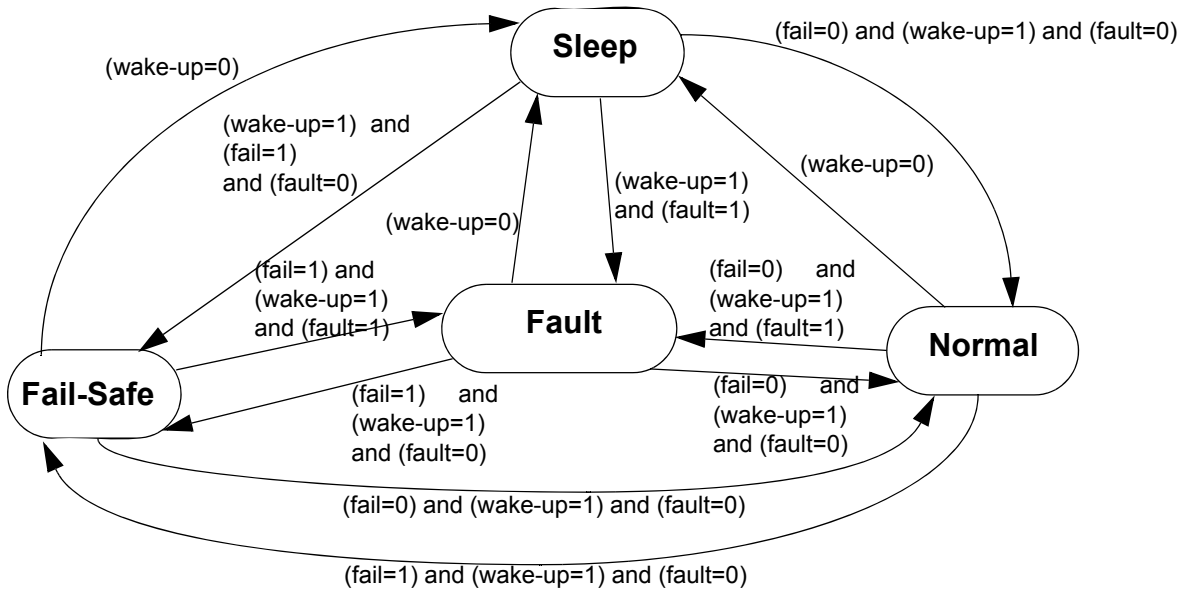 Sleep
(fail=0) and (wake-up=1) and (fault=0)
(wake-up=0)
(wake-up=1) and
(fail=1)
and (fault=0)
(wake-up=0)
(wake-up=1)
and (fault=1)
(wake-up=0)
(fail=1) and
(wake-up=1)
and (fault=1)
(fail=0) and
(wake-up=1)
and (fault=1)
Fault
Normal
Fail-Safe
(fail=1) and
(wake-up=1)
and (fault=0)
(fail=0) and
(wake-up=1)
and (fault=0)
(fail=0) and (wake-up=1) and (fault=0)
(fail=1) and (wake-up=1) and (fault=0)